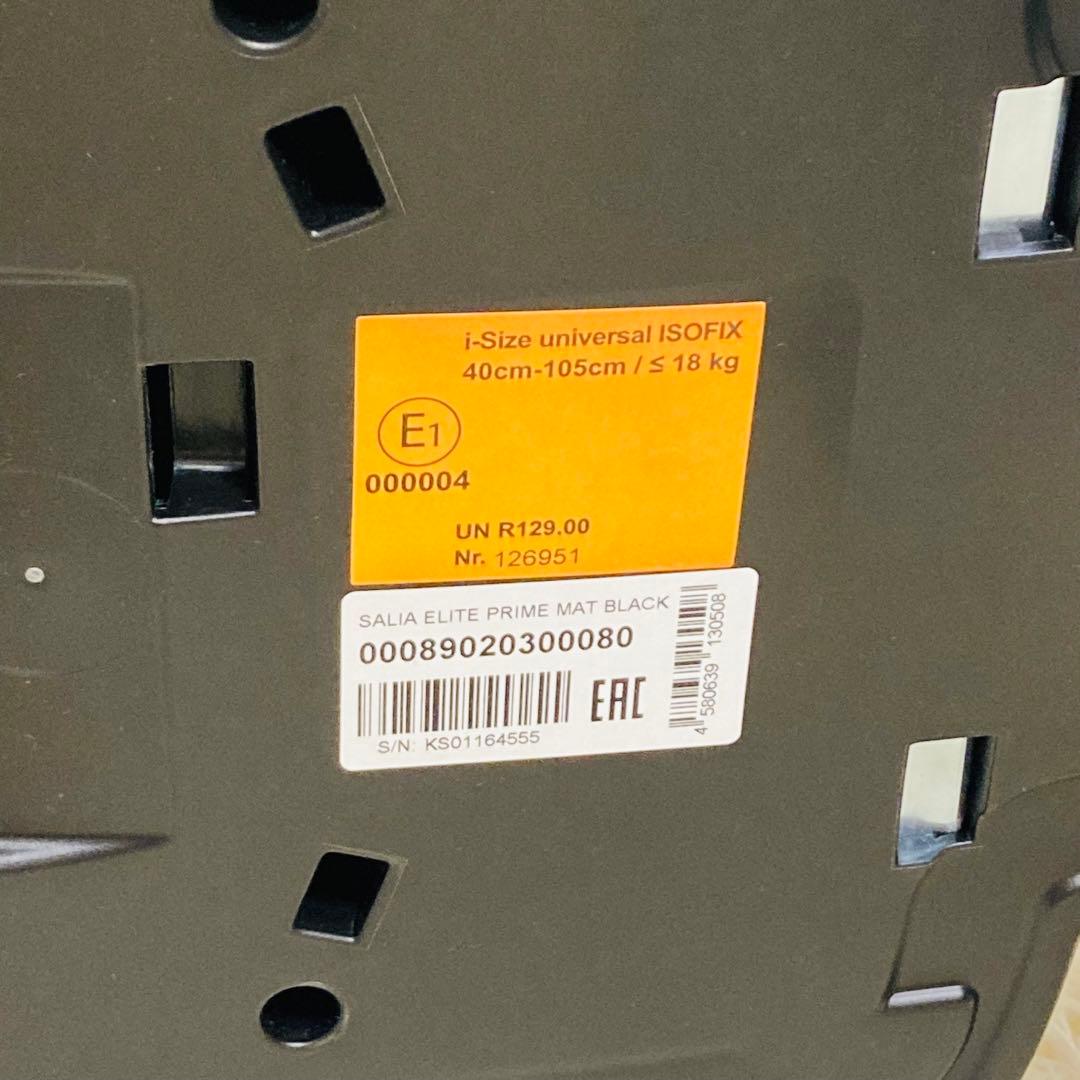 i-Size universal ISOFIX
40cm-105cm / ≤ 18 kg
E1
000004
UN R129.00
Nr. 126951
SALIA ELITE PRIME MAT BLACK
00089020300080
EAC
S/N: KS01164555
4 580639 130508